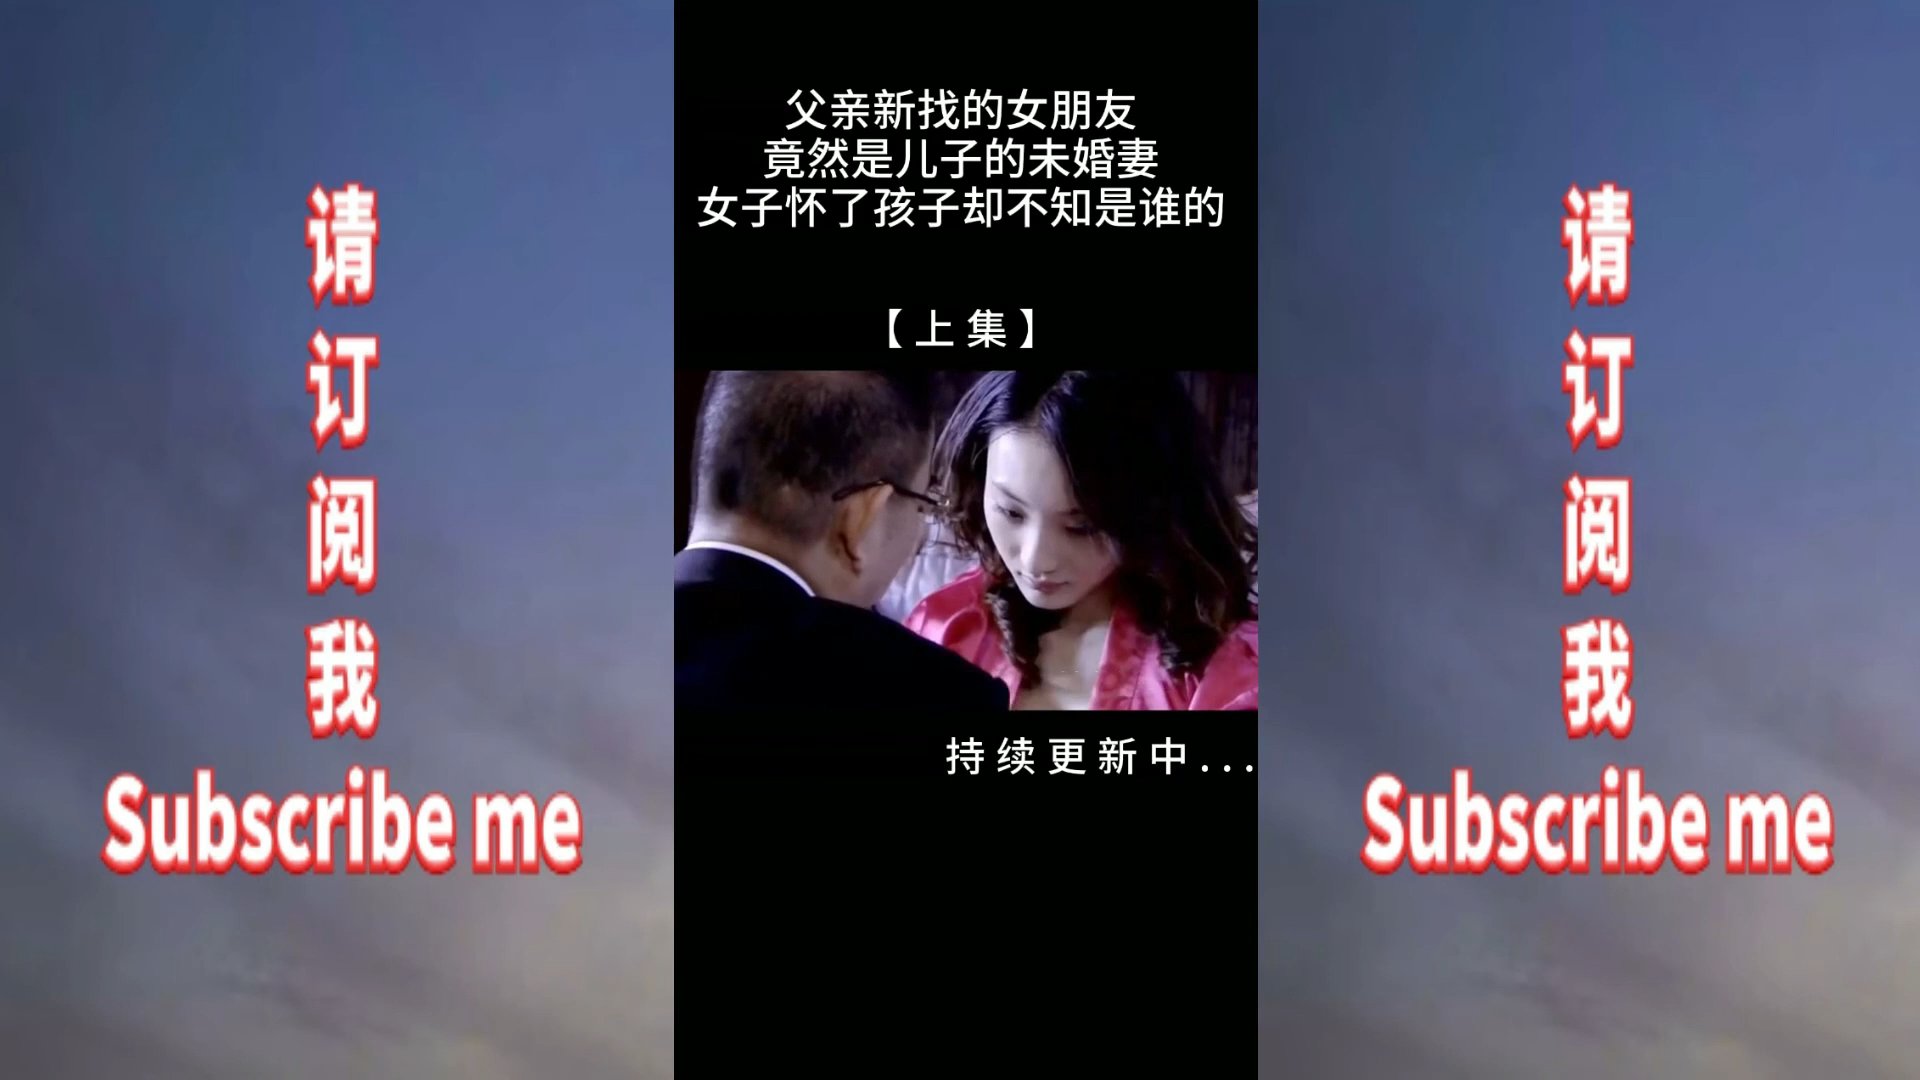 父亲新找的女朋友
竟然是儿子的未婚妻
女子怀了孩子却不知是谁的
【上集】
持续更新中...
请
订
阅
我
Subscribe me
请
订
阅
我
Subscribe me